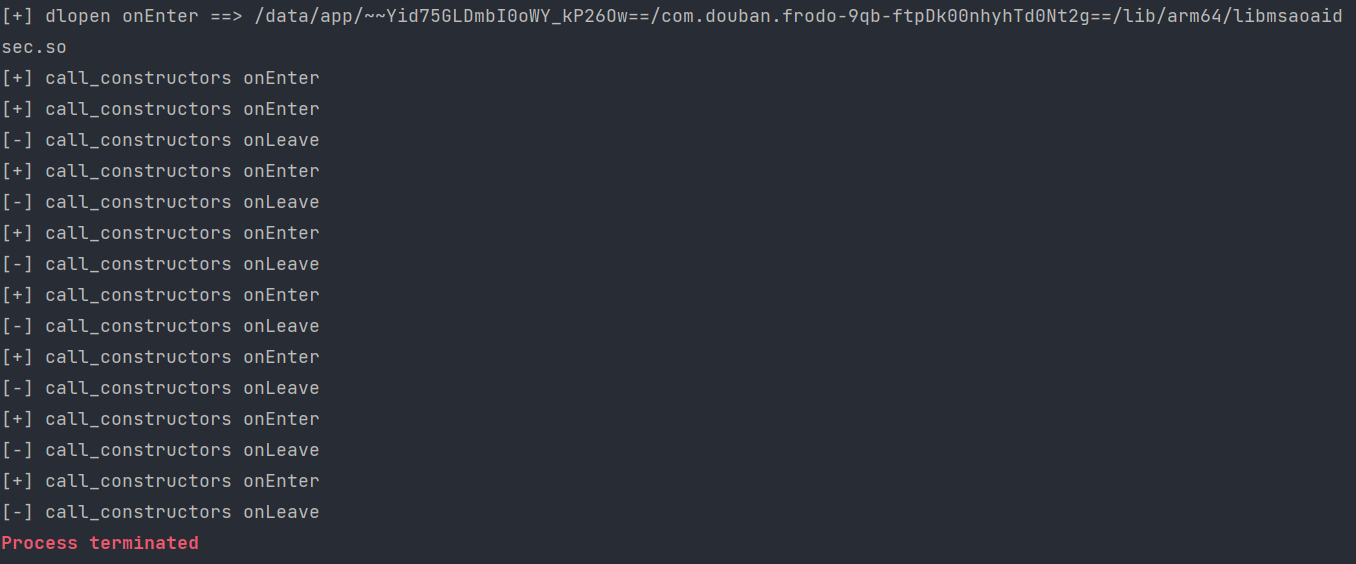 [+] dlopen onEnter ==> /data/app/~~Yid75GLDmbI0oWY_kP26Ow==/com.douban.frodo-9qb-ftpDk00nhyhTd0Nt2g==/lib/arm64/libmsaoaid
sec.so
[+] call_constructors onEnter
[+] call_constructors onEnter
[-] call_constructors onLeave
[+] call_constructors onEnter
[-] call_constructors onLeave
[+] call_constructors onEnter
[-] call_constructors onLeave
[+] call_constructors onEnter
[-] call_constructors onLeave
[+] call_constructors onEnter
[-] call_constructors onLeave
[+] call_constructors onEnter
[-] call_constructors onLeave
[+] call_constructors onEnter
[-] call_constructors onLeave
Process terminated